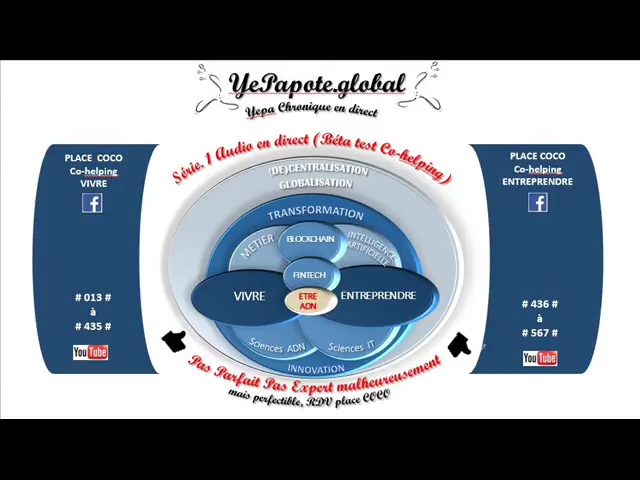 YePapote.global
Yepa Chronique en direct
Série.1 Audio en direct (Béta test Co-helping)
PLACE COCO
Co-helping
VIVRE
f
# 013 #
à
# 435 #
YouTube
(DE)CENTRALISATION
GLOBALISATION
TRANSFORMATION
METIER
BLOCKCHAIN
INTELLIGENCE
ARTIFICIELLE
FINTECH
VIVRE
ETRE
ADN
ENTREPRENDRE
Sciences ADN
Sciences IT
INNOVATION
PLACE COCO
Co-helping
ENTREPRENDRE
f
# 436 #
à
# 567 #
YouTube
Pas Parfait Pas Expert malheureusement
mais perfectible, RDV place COCO